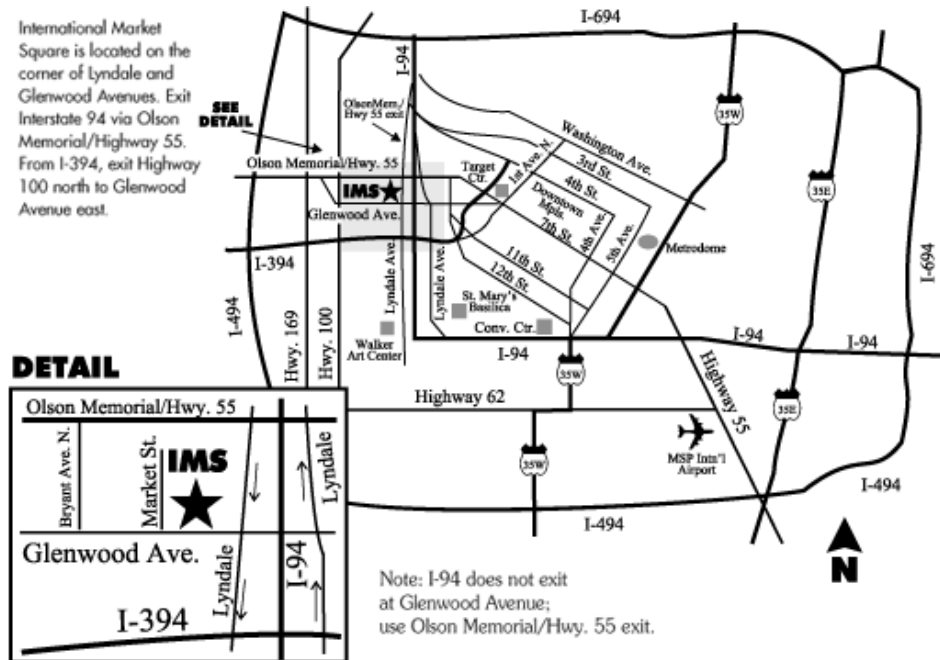 International Market
Square is located on the
corner of Lyndale and
Glenwood Avenues. Exit
Interstate 94 via Olson
Memorial/Highway 55.
From I-394, exit Highway
100 north to Glenwood
Avenue east.
I-694
I-94
OlsonMem./
Hwy 55 exit
SEE
DETAIL
35W
Washington Ave.
3rd St.
4th St.
1st Ave. N.
Target
Ctr.
Olson Memorial/Hwy. 55
IMS
Glenwood Ave.
Downtown
Mpls.
7th St.
4th Ave.
5th Ave.
Metrodome
35E
I-694
I-394
I-494
Hwy. 169
Hwy. 100
Lyndale Ave.
Lyndale Ave.
11th St.
12th St.
St. Mary's
Basilica
Conv. Ctr.
Walker
Art Center
I-94
I-94
I-94
35W
Highway 55
Highway 62
35E
35W
MSP Intn'l
Airport
I-494
I-494
N
DETAIL
Olson Memorial/Hwy. 55
Bryant Ave. N.
Market St.
IMS
Lyndale
Glenwood Ave.
Lyndale
I-94
I-394
Note: I-94 does not exit
at Glenwood Avenue;
use Olson Memorial/Hwy. 55 exit.